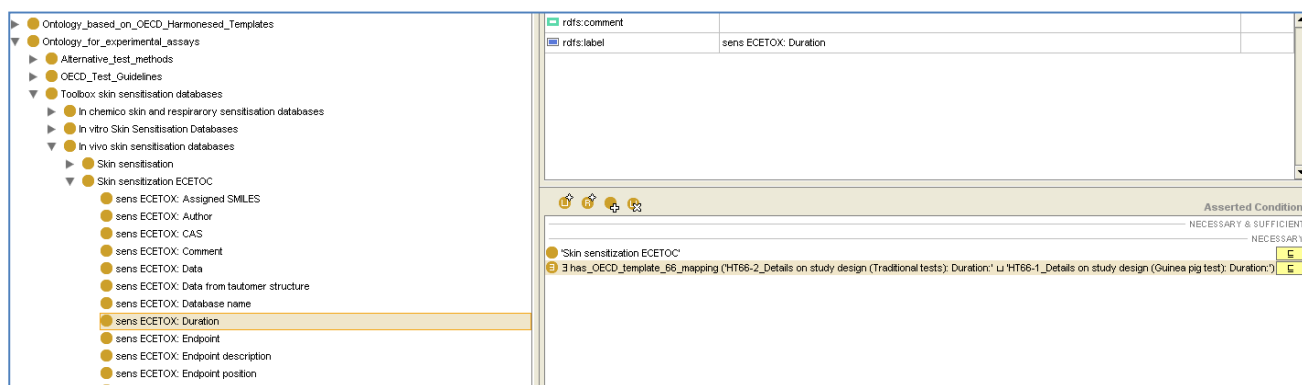 Ontology_based_on_OECD_Harmonesed_Templates
Ontology_for_experimental_assays
Alternative_test_methods
OECD_Test_Guidelines
Toolbox skin sensitisation databases
In chemico skin and respirarory sensitisation databases
In vitro Skin Sensitisation Databases
In vivo skin sensitisation databases
Skin sensitisation
Skin sensitization ECETOC
sens ECETOX: Assigned SMILES
sens ECETOX: Author
sens ECETOX: CAS
sens ECETOX: Comment
sens ECETOX: Data
sens ECETOX: Data from tautomer structure
sens ECETOX: Database name
sens ECETOX: Duration
sens ECETOX: Endpoint
sens ECETOX: Endpoint description
sens ECETOX: Endpoint position
rdfs:comment
rdfs:label sens ECETOX: Duration
Asserted Condition
NECESSARY & SUFFICIENT
NECESSARY
'Skin sensitization ECETOC' ⊑
∃ has_OECD_template_66_mapping ('HT66-2_Details on study design (Traditional tests): Duration:' ⊔ 'HT66-1_Details on study design (Guinea pig test): Duration:') ⊑